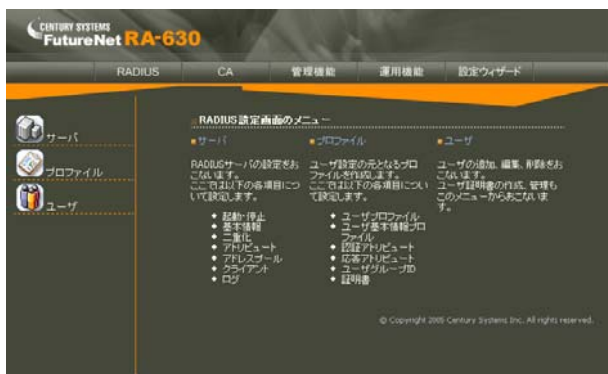 CENTURY SYSTEMS
FutureNet RA-630
RADIUS CA 管理機能 運用機能 設定ウィザード
サーバ
プロファイル
ユーザ
RADIUS設定画面のメニュー
サーバ
RADIUSサーバの設定をお
こないます。
ここでは以下の各項目につ
いて設定します。
起動・停止
基本情報
二重化
アトリビュート
アドレスプール
クライアント
ログ
プロファイル
ユーザ設定の元となるプロ
ファイルを作成します。
ここでは以下の各項目につい
て設定します。
ユーザプロファイル
ユーザ基本情報プロ
ファイル
認証アトリビュート
応答アトリビュート
ユーザグループID
証明書
ユーザ
ユーザの追加、編集、削除をお
こないます。
ユーザ証明書の作成、管理も
このメニューからおこないま
す。
© Copyright 2005 Century Systems Inc. All rights reserved.